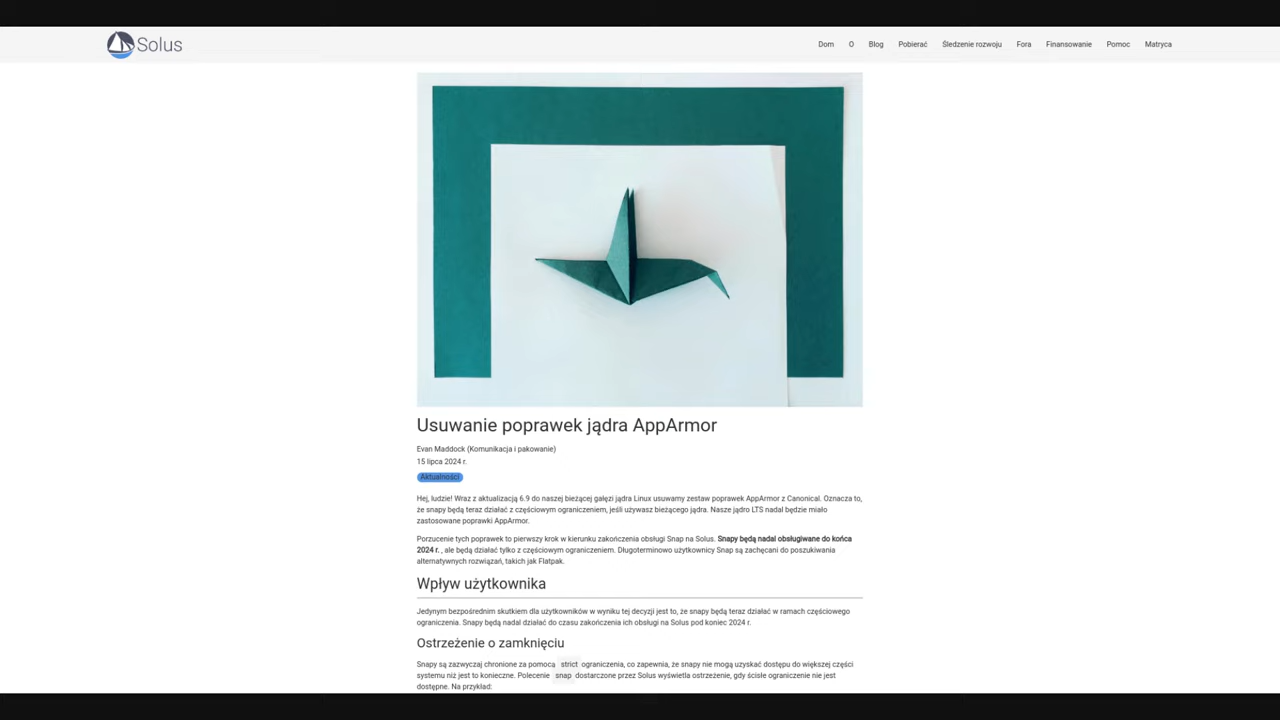 Solus
Dom O Blog Pobierać Śledzenie rozwoju Fora Finansowanie Pomoc Matryca
Usuwanie poprawek jądra AppArmor
Evan Maddock (Komunikacja i pakowanie)
15 lipca 2024 r.
Aktualności
Hej, ludzie! Wraz z aktualizacją 6.9 do naszej bieżącej gałęzi jądra Linux usuwamy zestaw poprawek AppArmor z Canonical. Oznacza to,
że snapy będą teraz działać z częściowym ograniczeniem, jeśli używasz bieżącego jądra. Nasze jądro LTS nadal będzie miało
zastosowane poprawki AppArmor.
Porzucenie tych poprawek to pierwszy krok w kierunku zakończenia obsługi Snap na Solus. Snapy będą nadal obsługiwane do końca
2024 r. , ale będą działać tylko z częściowym ograniczeniem. Długoterminowo użytkownicy Snap są zachęcani do poszukiwania
alternatywnych rozwiązań, takich jak Flatpak.
Wpływ użytkownika
Jedynym bezpośrednim skutkiem dla użytkowników w wyniku tej decyzji jest to, że snapy będą teraz działać w ramach częściowego
ograniczenia. Snapy będą nadal działać do czasu zakończenia ich obsługi na Solus pod koniec 2024 r.
Ostrzeżenie o zamknięciu
Snapy są zazwyczaj chronione za pomocą strict ograniczenia, co zapewnia, że snapy nie mogą uzyskać dostępu do większej części
systemu niż jest to konieczne. Polecenie snap dostarczone przez Solus wyświetla ostrzeżenie, gdy ścisłe ograniczenie nie jest
dostępne. Na przykład: